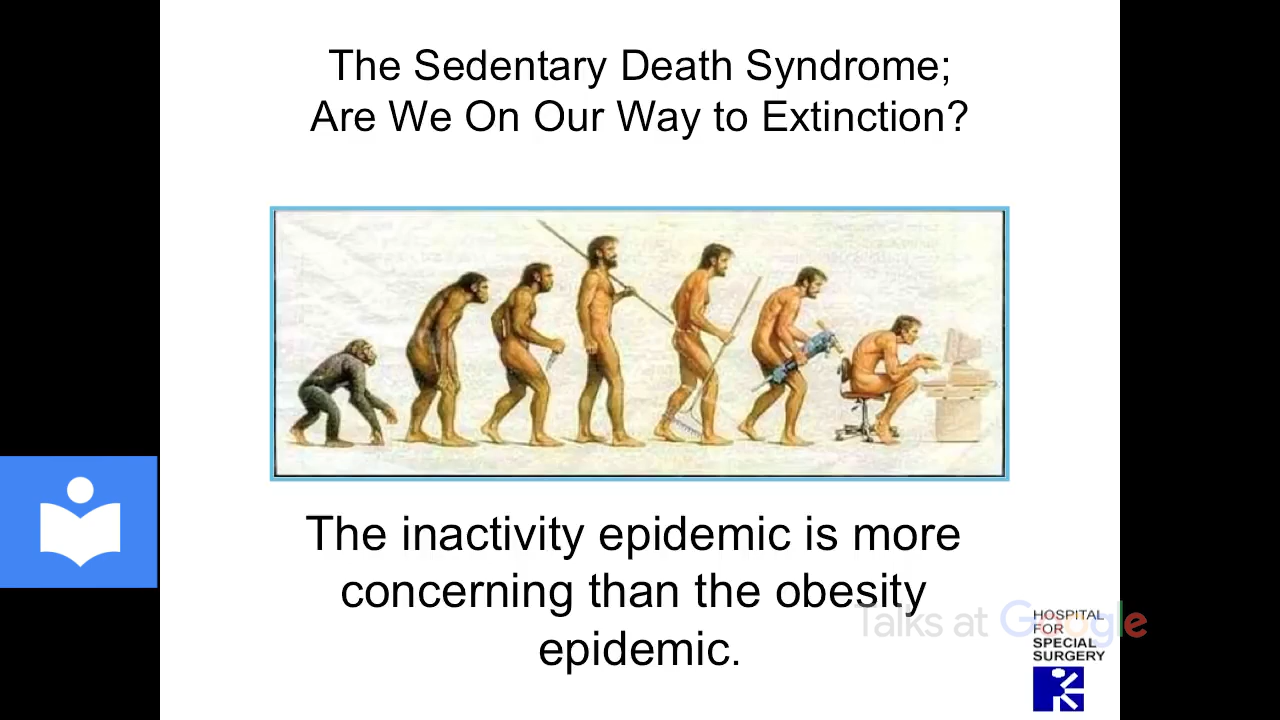 The Sedentary Death Syndrome;
Are We On Our Way to Extinction?
The inactivity epidemic is more
concerning than the obesity
epidemic.
Talks at Google
HOSPITAL
FOR
SPECIAL
SURGERY